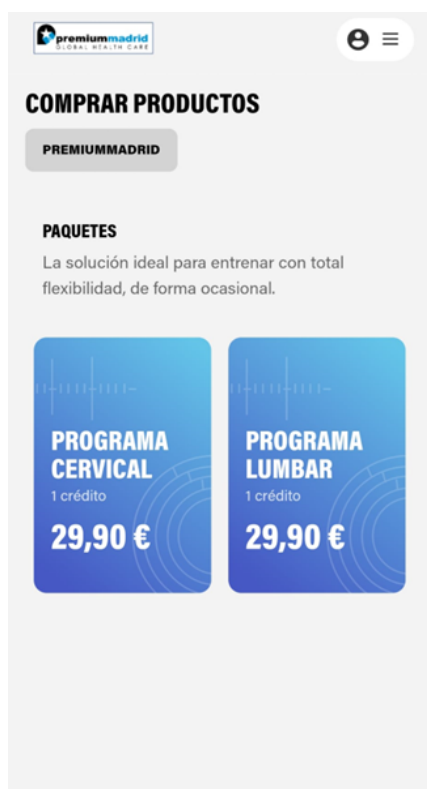 premiummadrid
GLOBAL HEALTH CARE
COMPRAR PRODUCTOS
PREMIUMMADRID
PAQUETES
La solución ideal para entrenar con total
flexibilidad, de forma ocasional.
PROGRAMA
CERVICAL
1 crédito
29,90 €
PROGRAMA
LUMBAR
1 crédito
29,90 €